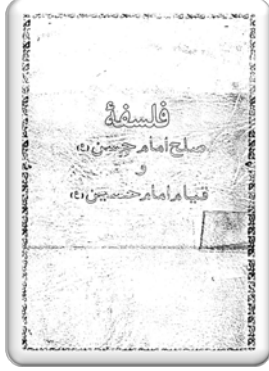 فلسفهٔ
صلح امام حسن (ع)
و
قیام امام حسین (ع)